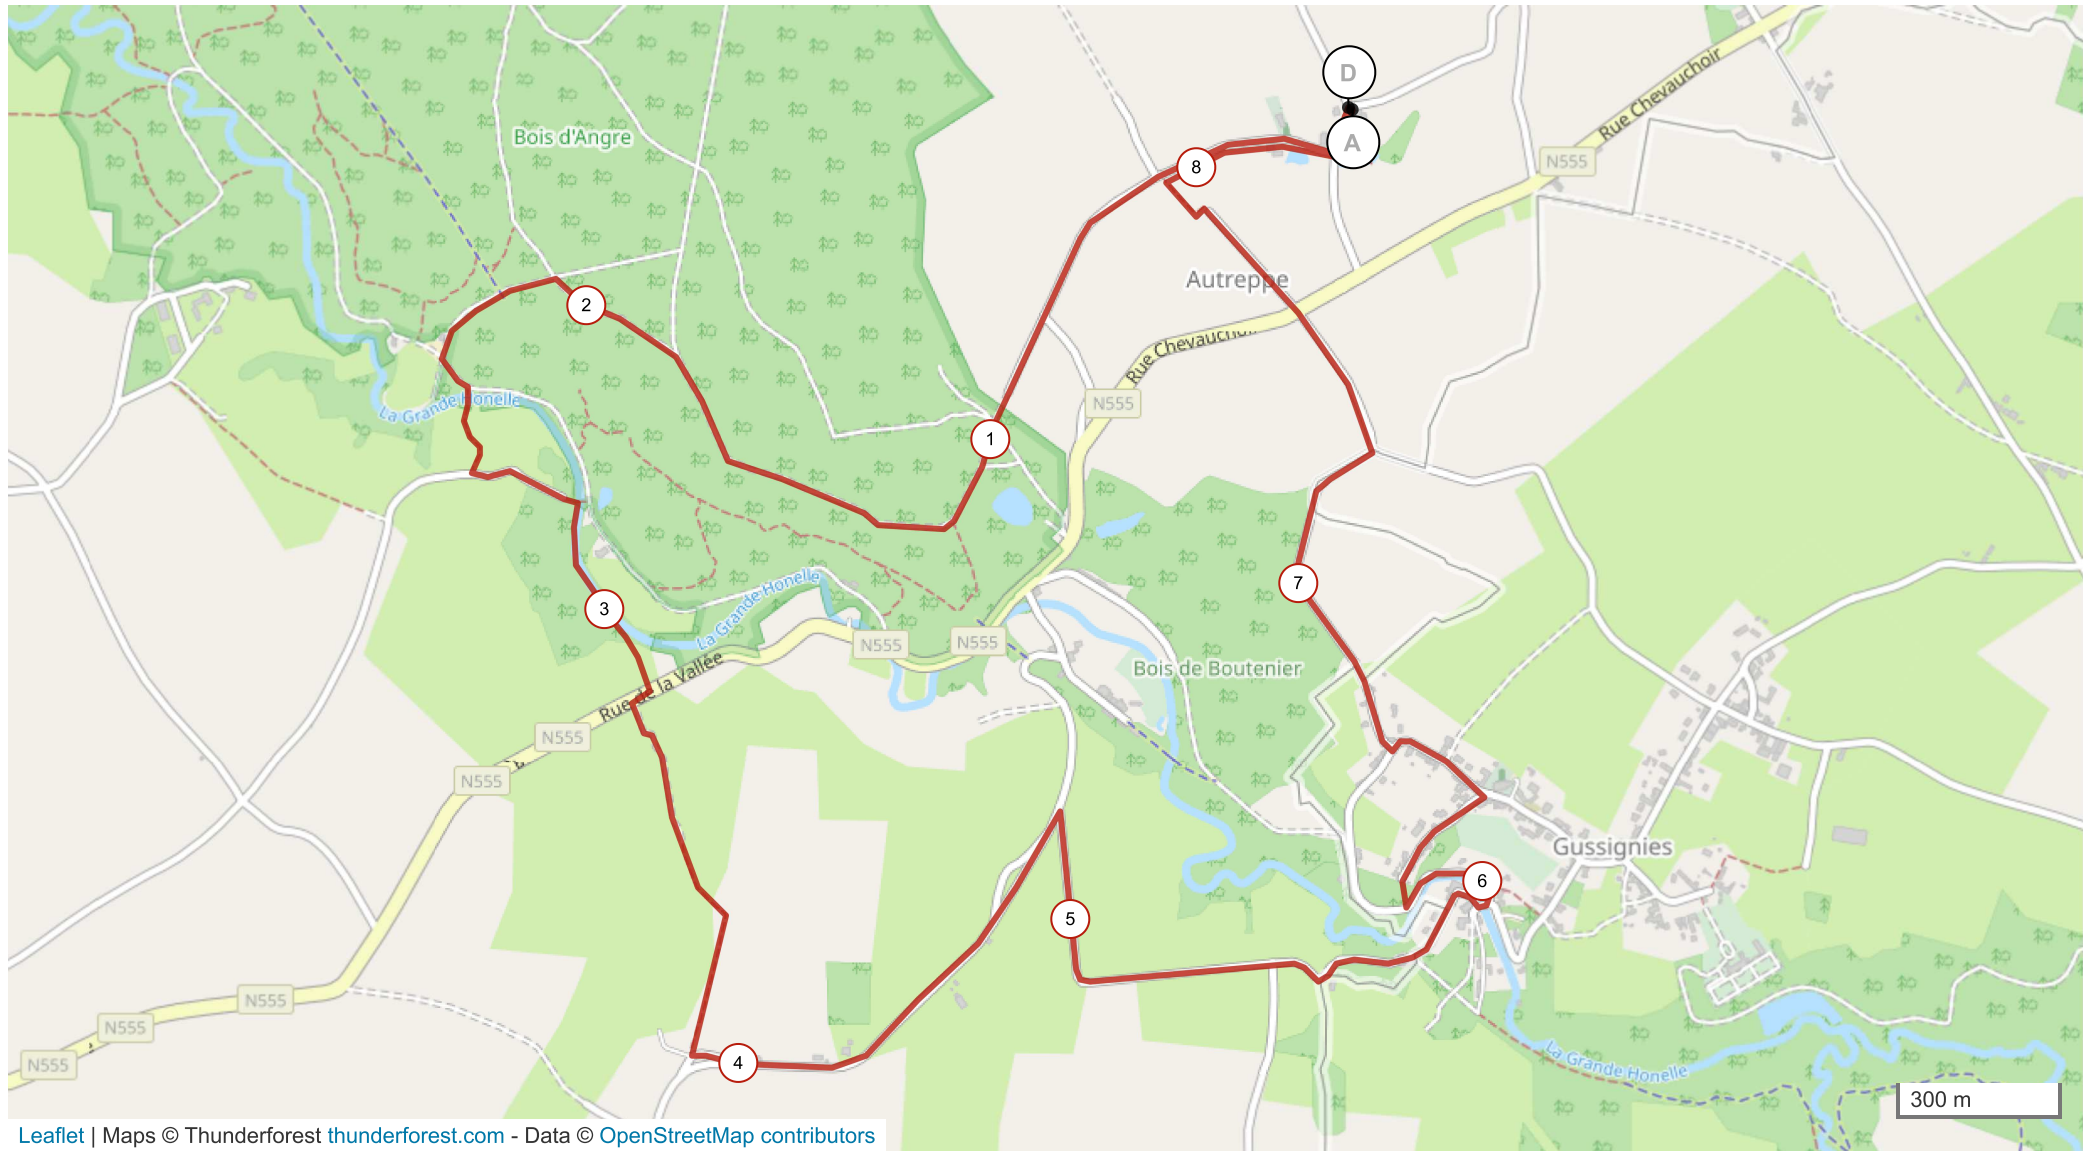 D
Rue Chevauchoir
Bois d'Angre
A
N555
8
Autreppe
2
Rue Chevauchoir
La Grande Honelle
N555
1
7
La Grande Honelle
3
N555
N555
Bois de Boutenier
Rue de la Vallée
N555
N555
Gussignies
6
5
N555
N555
La Grande Honelle
4
N555
300 m
Leaflet | Maps © Thunderforest thunderforest.com - Data © OpenStreetMap contributors